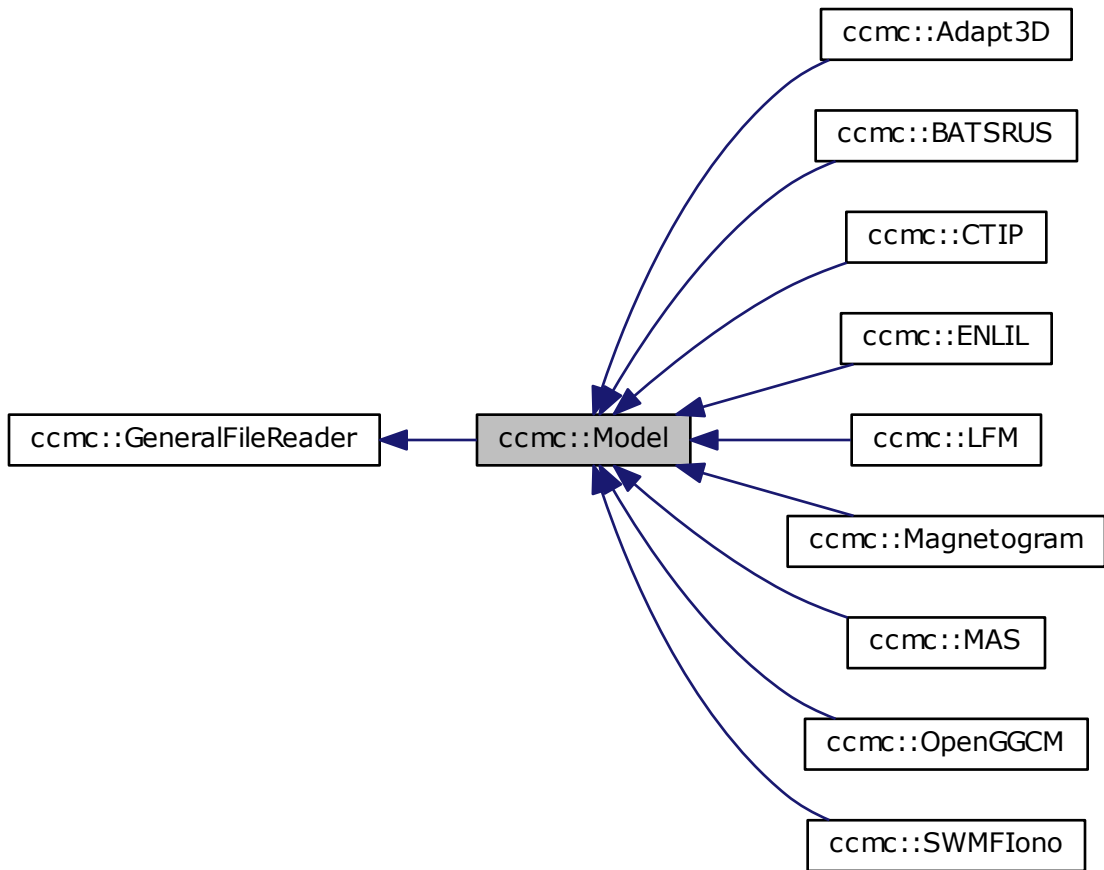 ccmc::Adapt3D
ccmc::BATSRUS
ccmc::CTIP
ccmc::ENLIL
ccmc::GeneralFileReader
ccmc::Model
ccmc::LFM
ccmc::Magnetogram
ccmc::MAS
ccmc::OpenGGCM
ccmc::SWMFIono